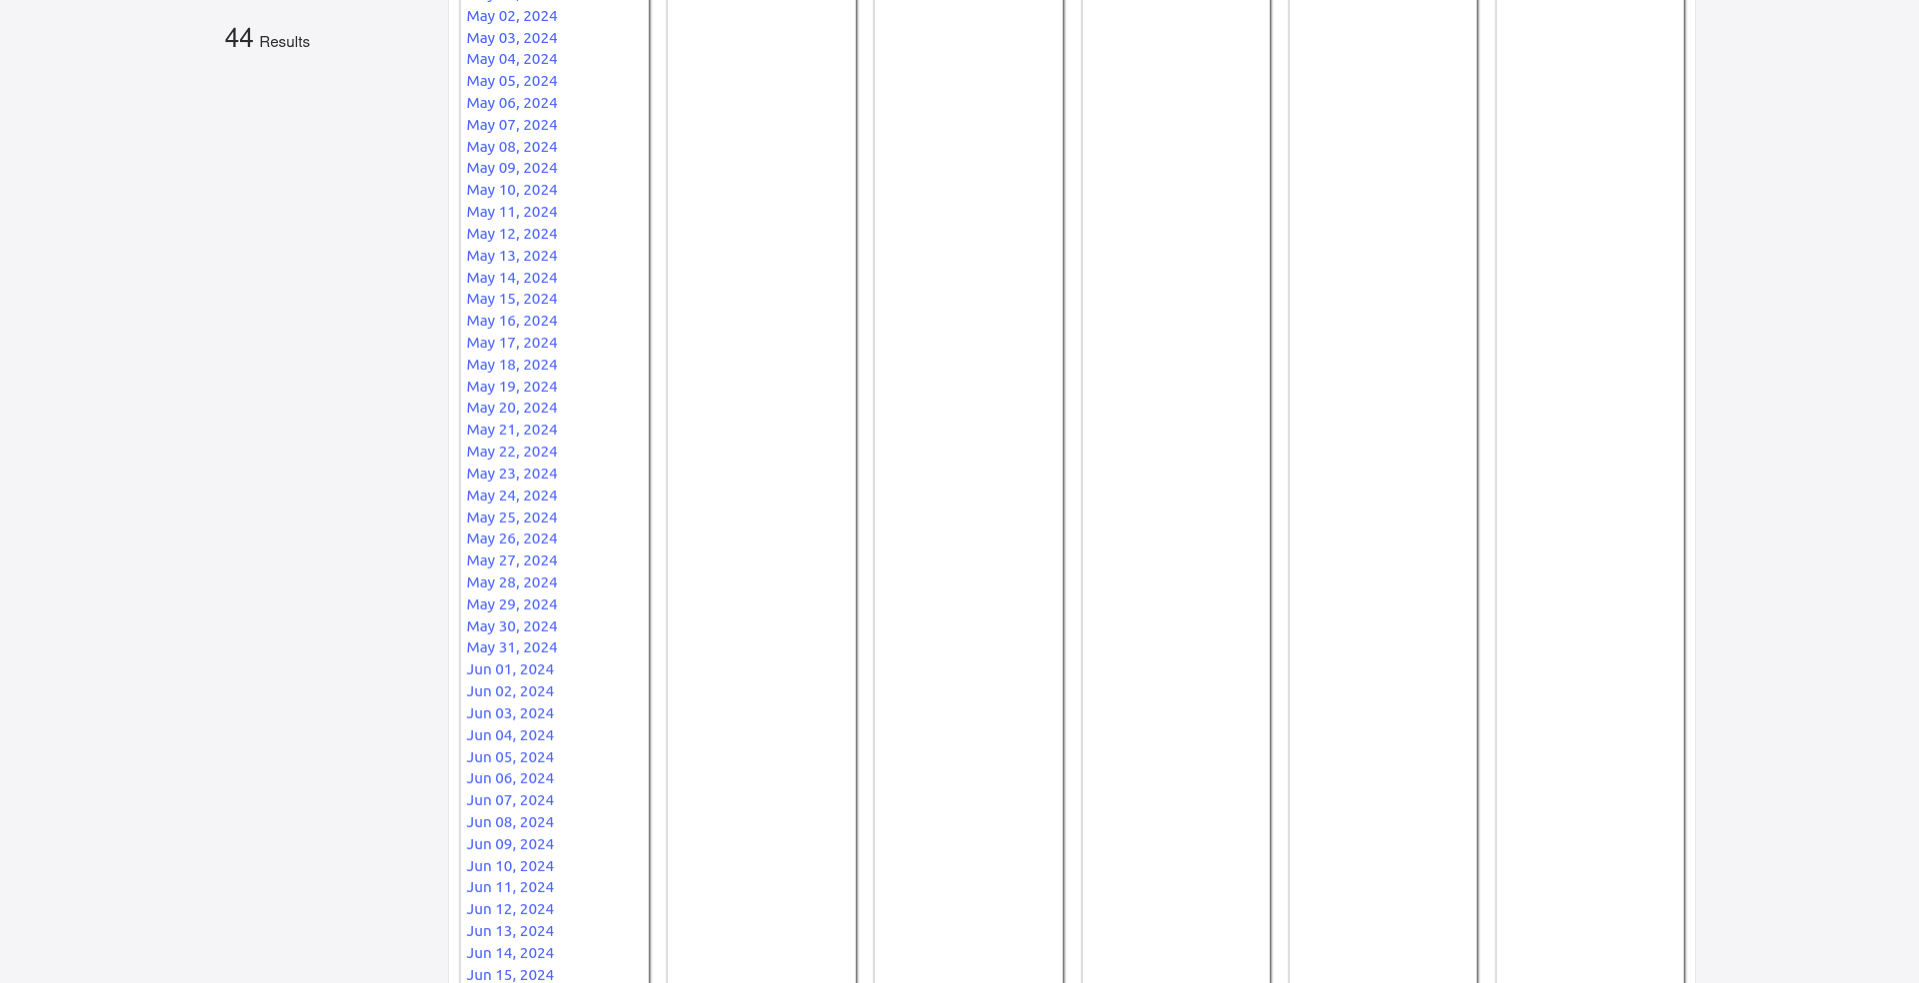 44 Results
May 02, 2024
May 03, 2024
May 04, 2024
May 05, 2024
May 06, 2024
May 07, 2024
May 08, 2024
May 09, 2024
May 10, 2024
May 11, 2024
May 12, 2024
May 13, 2024
May 14, 2024
May 15, 2024
May 16, 2024
May 17, 2024
May 18, 2024
May 19, 2024
May 20, 2024
May 21, 2024
May 22, 2024
May 23, 2024
May 24, 2024
May 25, 2024
May 26, 2024
May 27, 2024
May 28, 2024
May 29, 2024
May 30, 2024
May 31, 2024
Jun 01, 2024
Jun 02, 2024
Jun 03, 2024
Jun 04, 2024
Jun 05, 2024
Jun 06, 2024
Jun 07, 2024
Jun 08, 2024
Jun 09, 2024
Jun 10, 2024
Jun 11, 2024
Jun 12, 2024
Jun 13, 2024
Jun 14, 2024
Jun 15, 2024